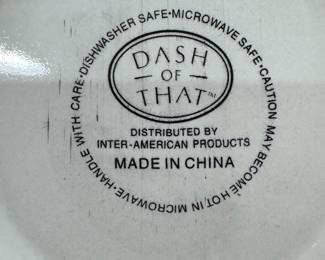 DISHWASHER SAFE•MICROWAVE SAFE•CAUTION MAY BECOME HOT IN MICROWAVE•HANDLE WITH CARE•
DASH
OF
THAT™
DISTRIBUTED BY
INTER-AMERICAN PRODUCTS
MADE IN CHINA